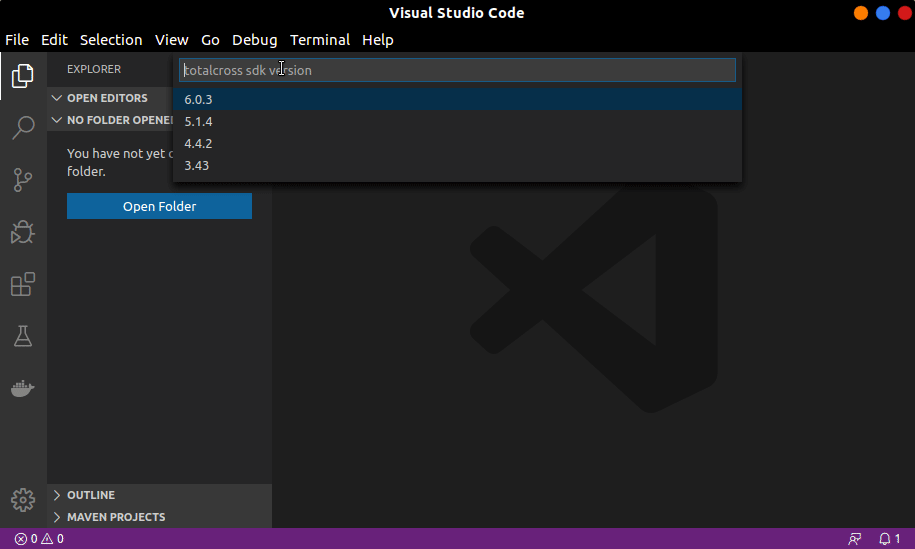 Visual Studio Code
File Edit Selection View Go Debug Terminal Help
EXPLORER
totalcross sdk version
OPEN EDITORS
6.0.3
NO FOLDER OPENE
5.1.4
4.4.2
3.43
You have not yet
folder.
Open Folder
OUTLINE
MAVEN PROJECTS
0 0
1